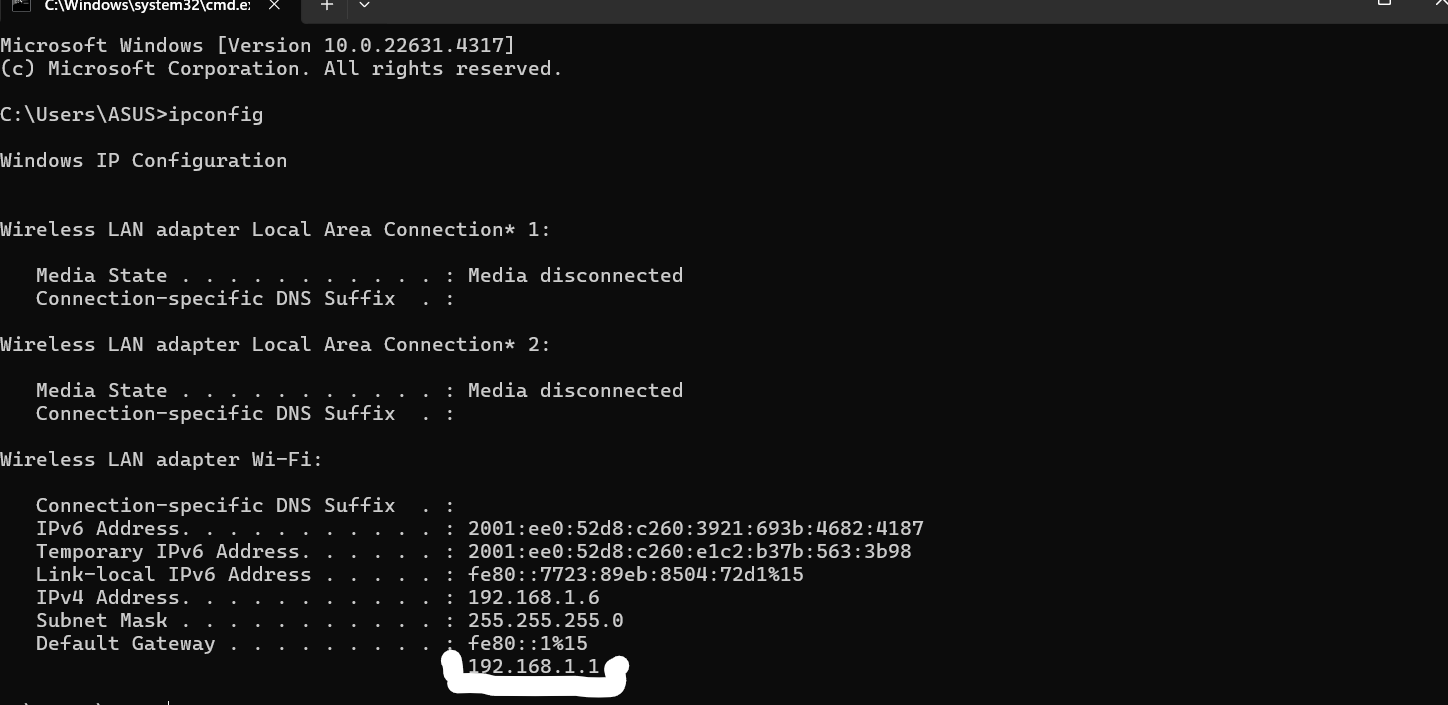 C:\Windows\system32\cmd.e
Microsoft Windows [Version 10.0.22631.4317]
(c) Microsoft Corporation. All rights reserved.
C:\Users\ASUS>ipconfig
Windows IP Configuration
Wireless LAN adapter Local Area Connection* 1:
Media State . . . . . . . . . . . : Media disconnected
Connection-specific DNS Suffix  . :
Wireless LAN adapter Local Area Connection* 2:
Media State . . . . . . . . . . . : Media disconnected
Connection-specific DNS Suffix  . :
Wireless LAN adapter Wi-Fi:
Connection-specific DNS Suffix  . :
IPv6 Address. . . . . . . . . . . : 2001:ee0:52d8:c260:3921:693b:4682:4187
Temporary IPv6 Address. . . . . . : 2001:ee0:52d8:c260:e1c2:b37b:563:3b98
Link-local IPv6 Address . . . . . : fe80::7723:89eb:8504:72d1%15
IPv4 Address. . . . . . . . . . . : 192.168.1.6
Subnet Mask . . . . . . . . . . . : 255.255.255.0
Default Gateway . . . . . . . . . : fe80::1%15
192.168.1.1